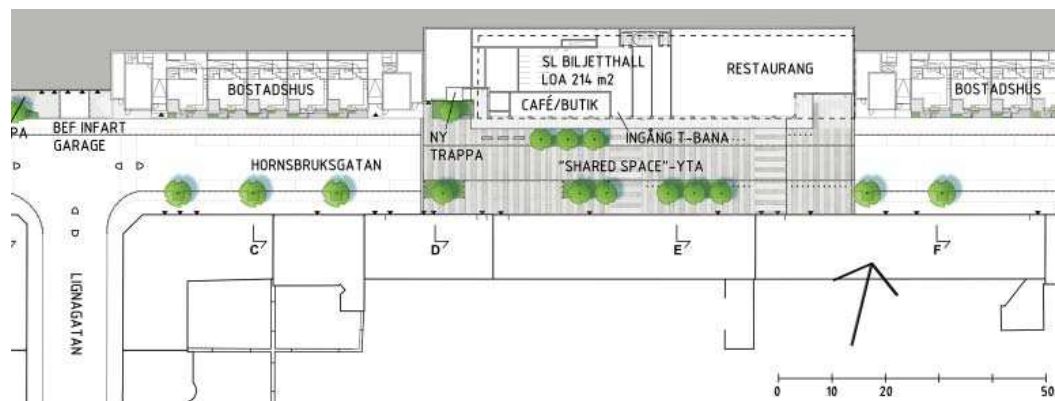 SL BILJETTHALL
LOA 214 m2
RESTAURANG
BOSTADSHUS
BOSTADSHUS
CAFÉ/BUTIK
PA
BEF INFART
GARAGE
NY
TRAPPA
INGÅNG T-BANA
HORNSBRUKSGATAN
"SHARED SPACE"-YTA
C
D
E
F
LIGNAGATAN
0 10 20 30 50